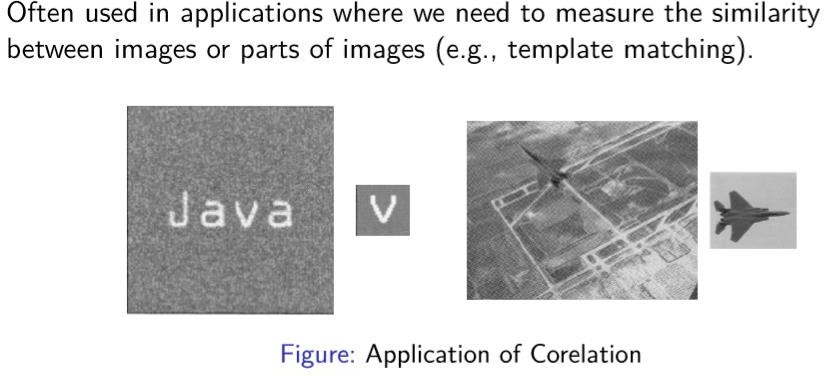 Often used in applications where we need to measure the similarity
between images or parts of images (e.g., template matching).
Java
v
Figure: Application of Corelation